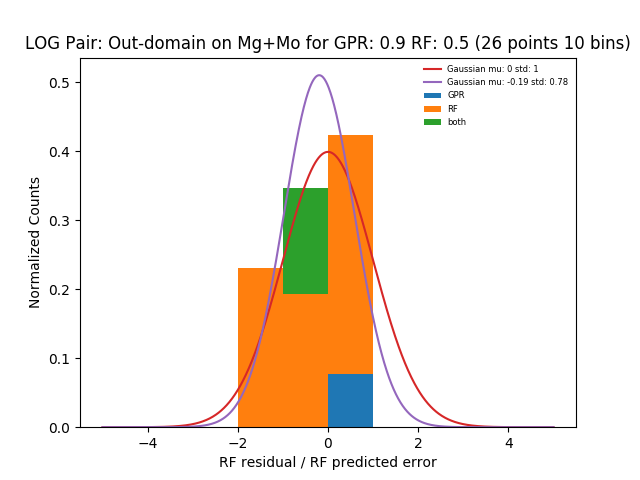 LOG Pair: Out-domain on Mg+Mo for GPR: 0.9 RF: 0.5 (26 points 10 bins)
Gaussian mu: 0 std: 1
Gaussian mu: -0.19 std: 0.78
GPR
RF
both
Normalized Counts
0.5
0.4
0.3
0.2
0.1
0.0
−4 −2 0 2 4
RF residual / RF predicted error